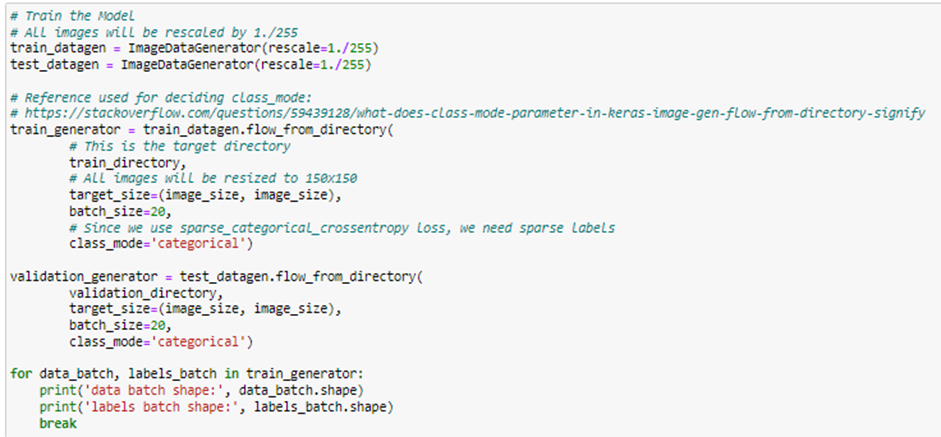 # Train the Model
# All images will be rescaled by 1./255
train_datagen = ImageDataGenerator(rescale=1./255)
test_datagen = ImageDataGenerator(rescale=1./255)
# Reference used for deciding class_mode:
# https://stackoverflow.com/questions/59439128/what-does-class-mode-parameter-in-keras-image-gen-flow-from-directory-signify
train_generator = train_datagen.flow_from_directory(
        # This is the target directory
        train_directory,
        # All images will be resized to 150x150
        target_size=(image_size, image_size),
        batch_size=20,
        # Since we use sparse_categorical_crossentropy loss, we need sparse labels
        class_mode='categorical')
validation_generator = test_datagen.flow_from_directory(
        validation_directory,
        target_size=(image_size, image_size),
        batch_size=20,
        class_mode='categorical')
for data_batch, labels_batch in train_generator:
    print('data batch shape:', data_batch.shape)
    print('labels batch shape:', labels_batch.shape)
    break